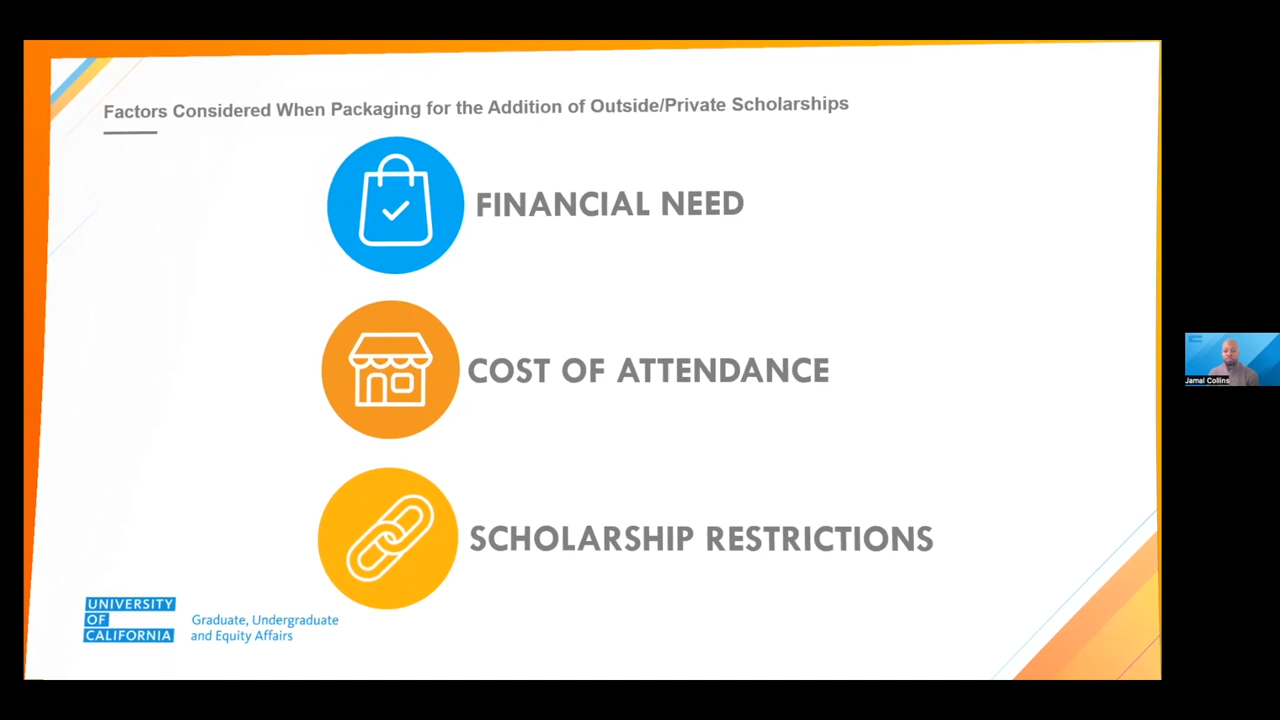 Factors Considered When Packaging for the Addition of Outside/Private Scholarships
FINANCIAL NEED
COST OF ATTENDANCE
SCHOLARSHIP RESTRICTIONS
UNIVERSITY
OF
CALIFORNIA
Graduate, Undergraduate
and Equity Affairs
Jamal Collins